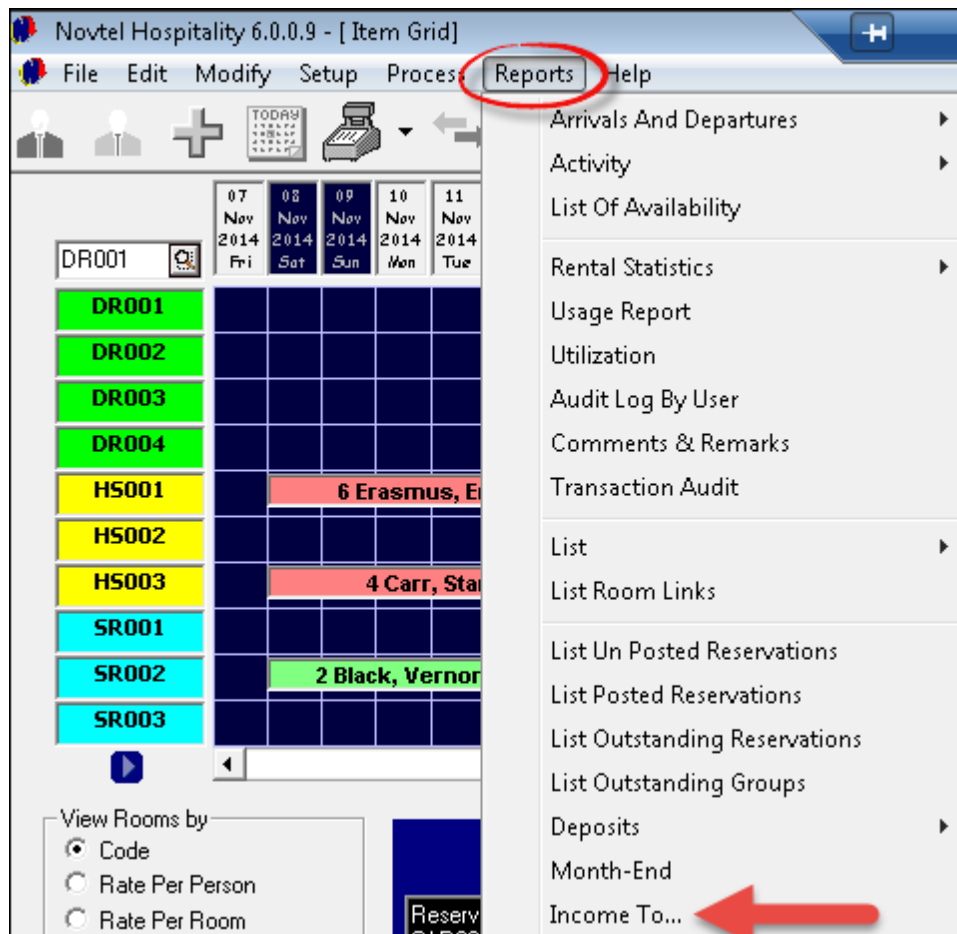 Novtel Hospitality 6.0.0.9 - [ Item Grid]
File Edit Modify Setup Process Reports Help
TODAY
07 Nov 2014 Fri
08 Nov 2014 Sat
09 Nov 2014 Sun
10 Nov 2014 Mon
11 Nov 2014 Tue
DR001
DR001
DR002
DR003
DR004
HS001
6 Erasmus, E
HS002
HS003
4 Carr, Sta
SR001
SR002
2 Black, Vernor
SR003
View Rooms by
Code
Rate Per Person
Rate Per Room
Reserv
Arrivals And Departures
Activity
List Of Availability
Rental Statistics
Usage Report
Utilization
Audit Log By User
Comments & Remarks
Transaction Audit
List
List Room Links
List Un Posted Reservations
List Posted Reservations
List Outstanding Reservations
List Outstanding Groups
Deposits
Month-End
Income To...